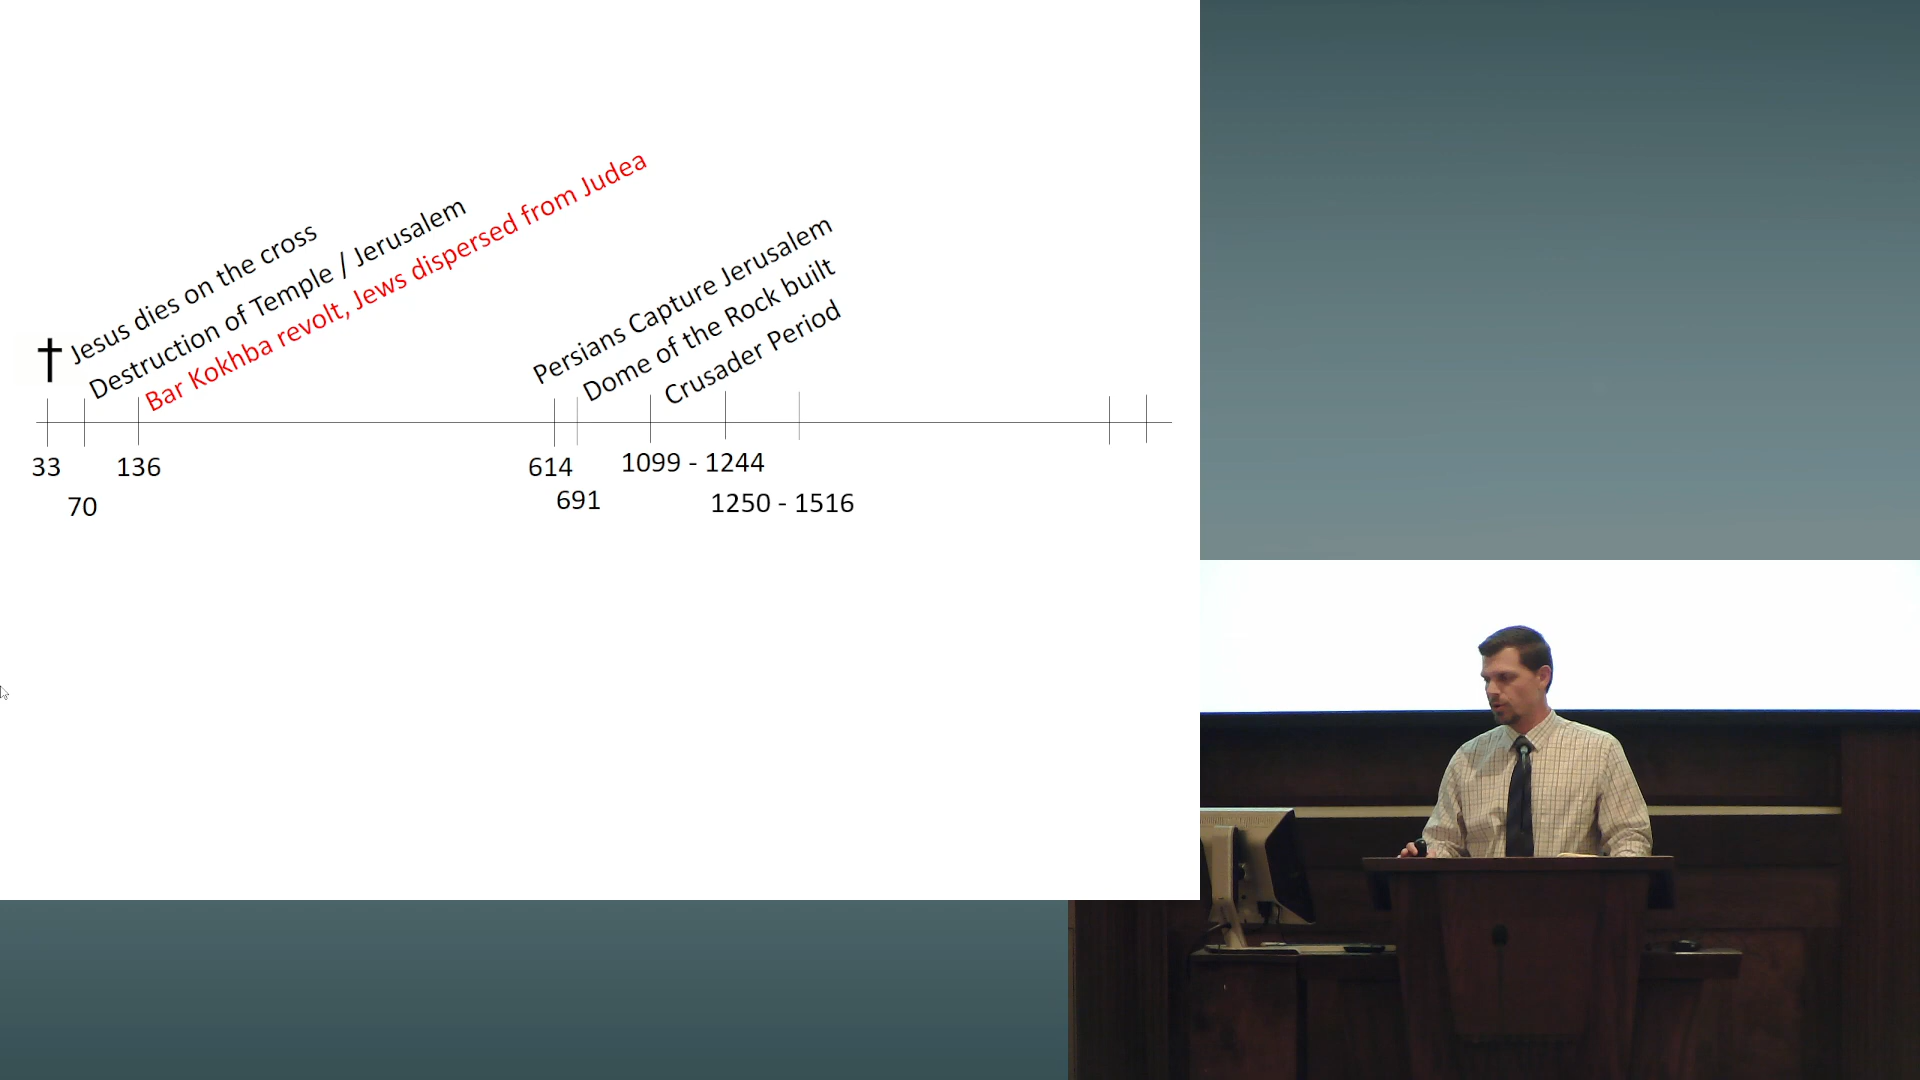 Jesus dies on the cross
Destruction of Temple / Jerusalem
Bar Kokhba revolt, Jews dispersed from Judea
Persians Capture Jerusalem
Dome of the Rock built
Crusader Period
33
70
136
614
691
1099 - 1244
1250 - 1516